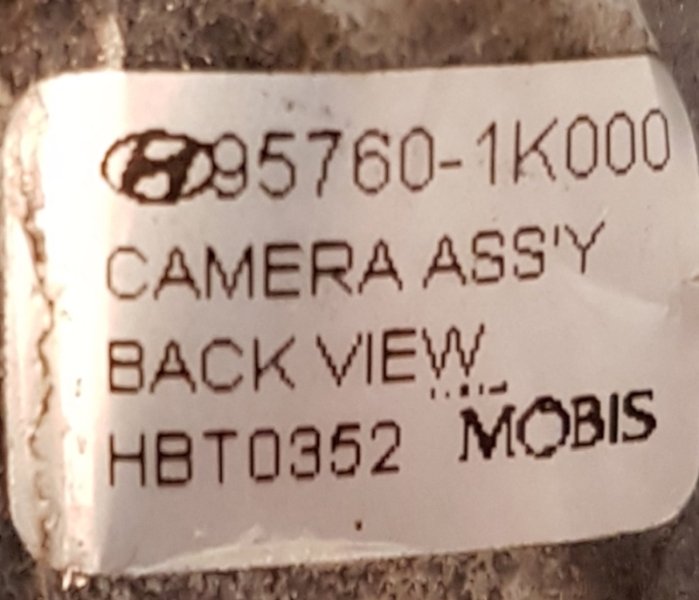 95760-1K000
CAMERA ASS'Y
BACK VIEW
HBT0352 MOBIS